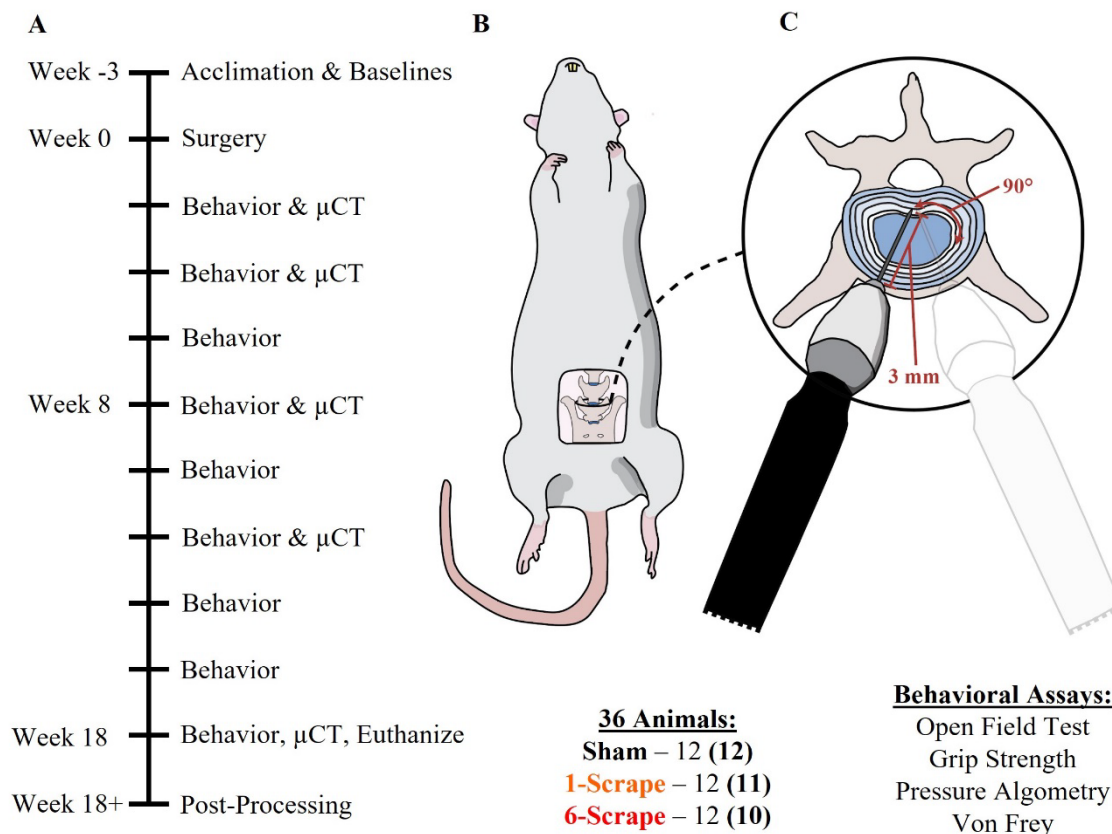 A
Week -3 Acclimation & Baselines
Week 0 Surgery
Behavior & µCT
Behavior & µCT
Behavior
Week 8 Behavior & µCT
Behavior
Behavior & µCT
Behavior
Behavior
Week 18 Behavior, µCT, Euthanize
Week 18+ Post-Processing
B
36 Animals:
Sham – 12 (12)
1-Scrape – 12 (11)
6-Scrape – 12 (10)
C
90°
3 mm
Behavioral Assays:
Open Field Test
Grip Strength
Pressure Algometry
Von Frey